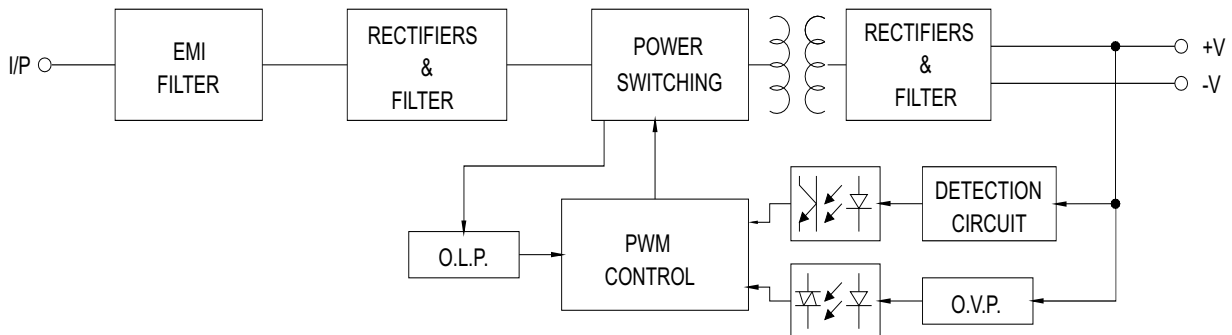 I/P
EMI
FILTER
RECTIFIERS
&
FILTER
POWER
SWITCHING
RECTIFIERS
&
FILTER
+V
-V
O.L.P.
PWM
CONTROL
DETECTION
CIRCUIT
O.V.P.